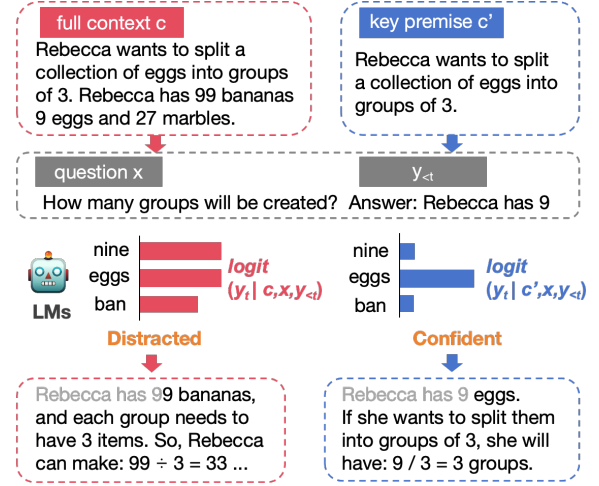 full context c
Rebecca wants to split a
collection of eggs into groups
of 3. Rebecca has 99 bananas
9 eggs and 27 marbles.
key premise c’
Rebecca wants to split
a collection of eggs into
groups of 3.
question x
y<t
How many groups will be created? Answer: Rebecca has 9
LMs
nine
eggs
ban
logit
(yt | c,x,y<t)
Distracted
nine
eggs
ban
logit
(yt | c’,x,y<t)
Confident
Rebecca has 99 bananas,
and each group needs to
have 3 items. So, Rebecca
can make: 99 ÷ 3 = 33 ...
Rebecca has 9 eggs.
If she wants to split them
into groups of 3, she will
have: 9 / 3 = 3 groups.